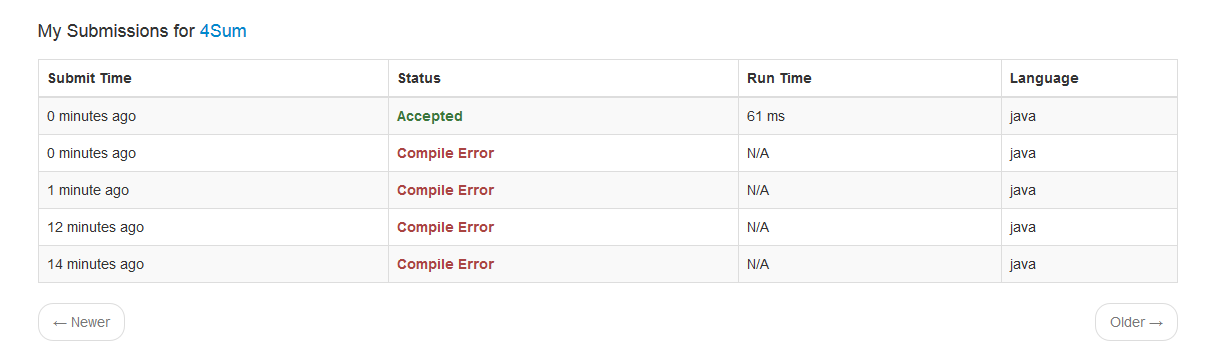 My Submissions for 4Sum
Submit Time Status Run Time Language
0 minutes ago Accepted 61 ms java
0 minutes ago Compile Error N/A java
1 minute ago Compile Error N/A java
12 minutes ago Compile Error N/A java
14 minutes ago Compile Error N/A java
← Newer Older →